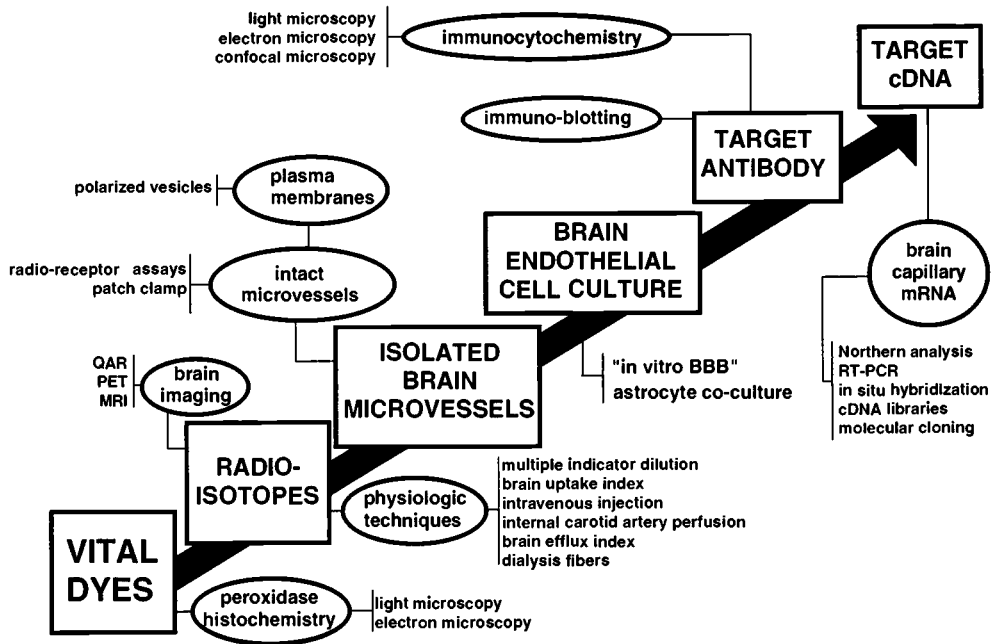 light microscopy
electron microscopy
confocal microscopy
immunocytochemistry
TARGET
cDNA
immuno-blotting
TARGET
ANTIBODY
polarized vesicles
plasma
membranes
BRAIN
ENDOTHELIAL
CELL CULTURE
brain
capillary
mRNA
radio-receptor assays
patch clamp
intact
microvessels
ISOLATED
BRAIN
MICROVESSELS
"in vitro BBB"
astrocyte co-culture
Northern analysis
RT-PCR
in situ hybridIzation
cDNA libraries
molecular cloning
QAR
PET
MRI
brain
imaging
RADIO-
ISOTOPES
physiologic
techniques
multiple indicator dilution
brain uptake index
intravenous injection
internal carotid artery perfusion
brain efflux index
dialysis fibers
VITAL
DYES
peroxidase
histochemistry
light microscopy
electron microscopy